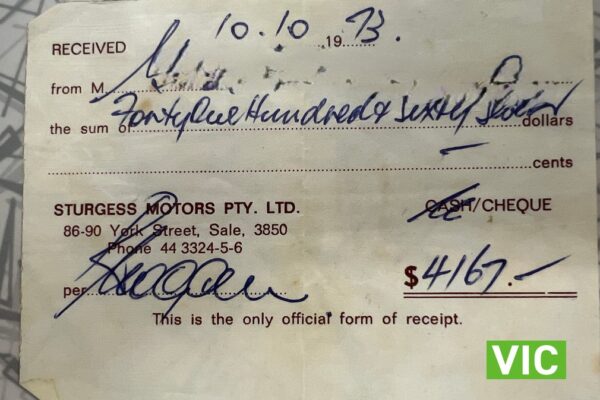 RECEIVED 10.10 1973.
from M
the sum of Forty One Hundred & Sixty Seven dollars
— cents
STURGESS MOTORS PTY. LTD. CASH/CHEQUE
86-90 York Street, Sale, 3850
Phone 44 3324-5-6
per $4167.—
This is the only official form of receipt.
VIC